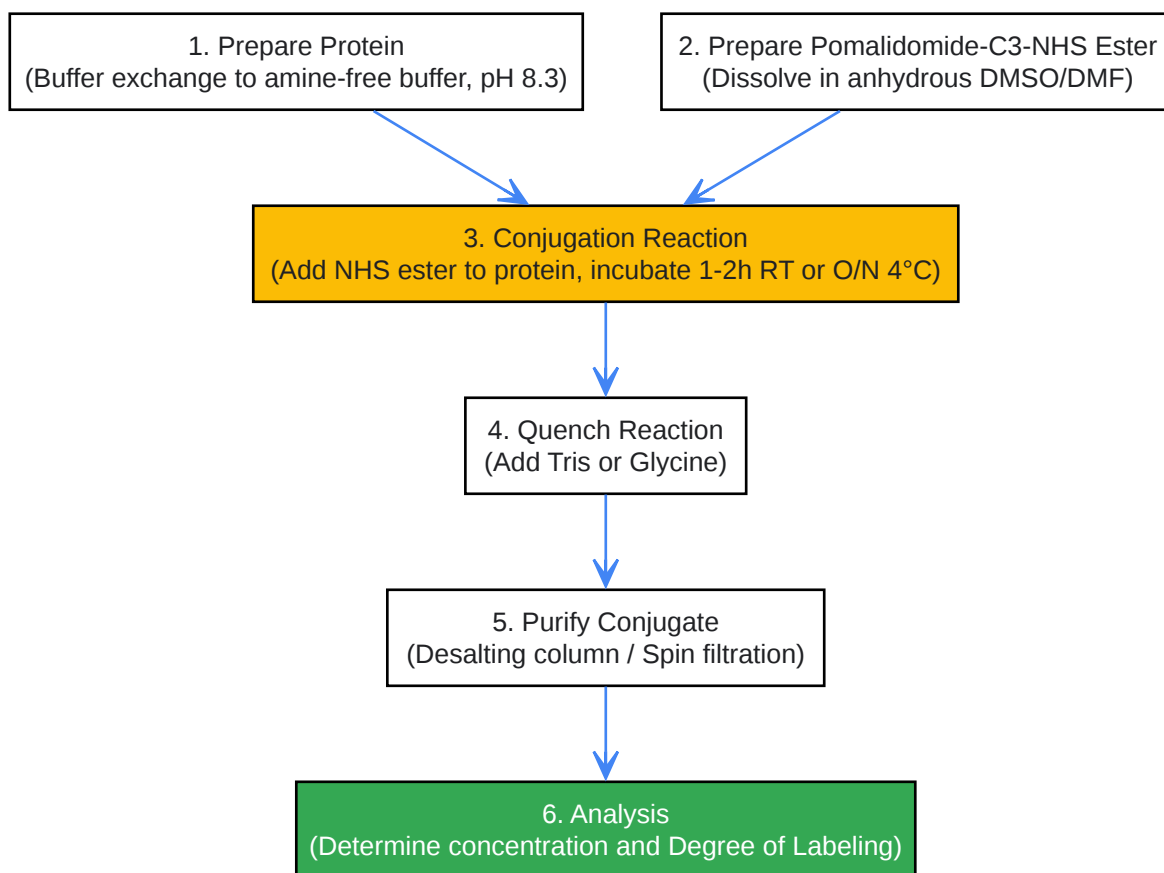 1. Prepare Protein
(Buffer exchange to amine-free buffer, pH 8.3)
2. Prepare Pomalidomide-C3-NHS Ester
(Dissolve in anhydrous DMSO/DMF)
3. Conjugation Reaction
(Add NHS ester to protein, incubate 1-2h RT or O/N 4°C)
4. Quench Reaction
(Add Tris or Glycine)
5. Purify Conjugate
(Desalting column / Spin filtration)
6. Analysis
(Determine concentration and Degree of Labeling)